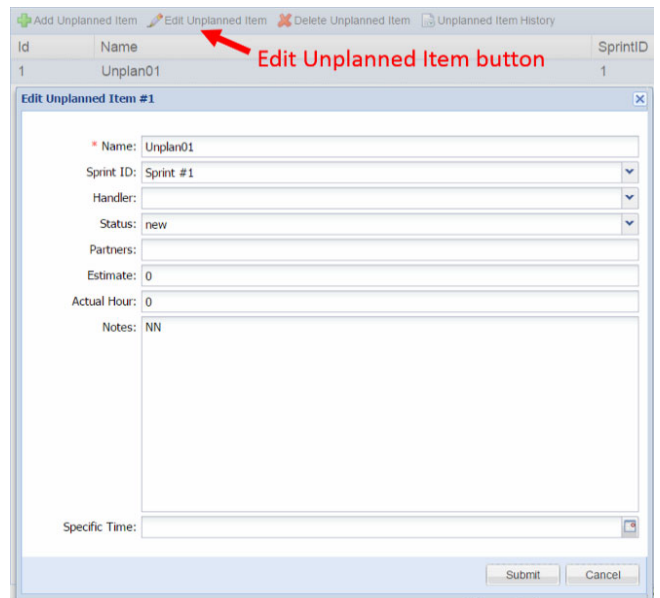 Add Unplanned Item Edit Unplanned Item Delete Unplanned Item Unplanned Item History
Id Name SprintID
Edit Unplanned Item button
1 Unplan01 1
Edit Unplanned Item #1
* Name: Unplan01
Sprint ID: Sprint #1
Handler:
Status: new
Partners:
Estimate: 0
Actual Hour: 0
Notes: NN
Specific Time:
Submit Cancel